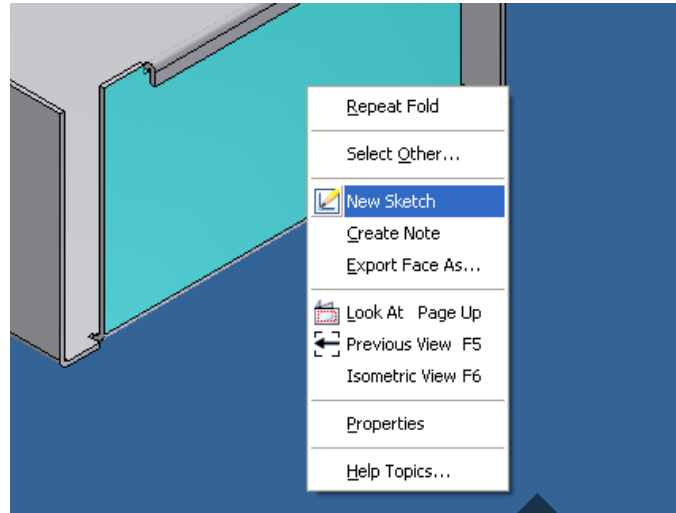 Repeat Fold
Select Other...
New Sketch
Create Note
Export Face As...
Look At Page Up
Previous View F5
Isometric View F6
Properties
Help Topics...